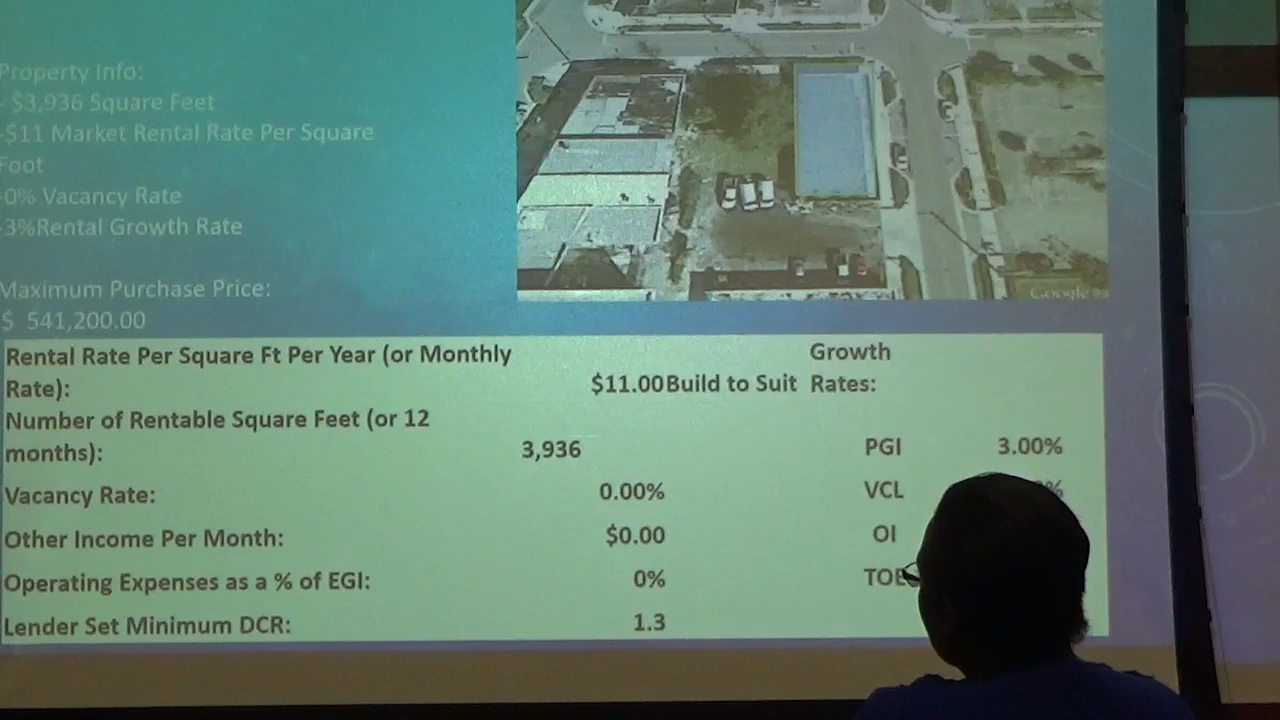 Property Info:
- $3,936 Square Feet
-$11 Market Rental Rate Per Square
Foot
-0% Vacancy Rate
-3%Rental Growth Rate
Maximum Purchase Price:
$ 541,200.00
Google
Rental Rate Per Square Ft Per Year (or Monthly
Rate):
$11.00 Build to Suit
Growth
Rates:
Number of Rentable Square Feet (or 12
months):
3,936
PGI 3.00%
Vacancy Rate: 0.00% VCL
Other Income Per Month: $0.00 OI
Operating Expenses as a % of EGI: 0%
Lender Set Minimum DCR: 1.3